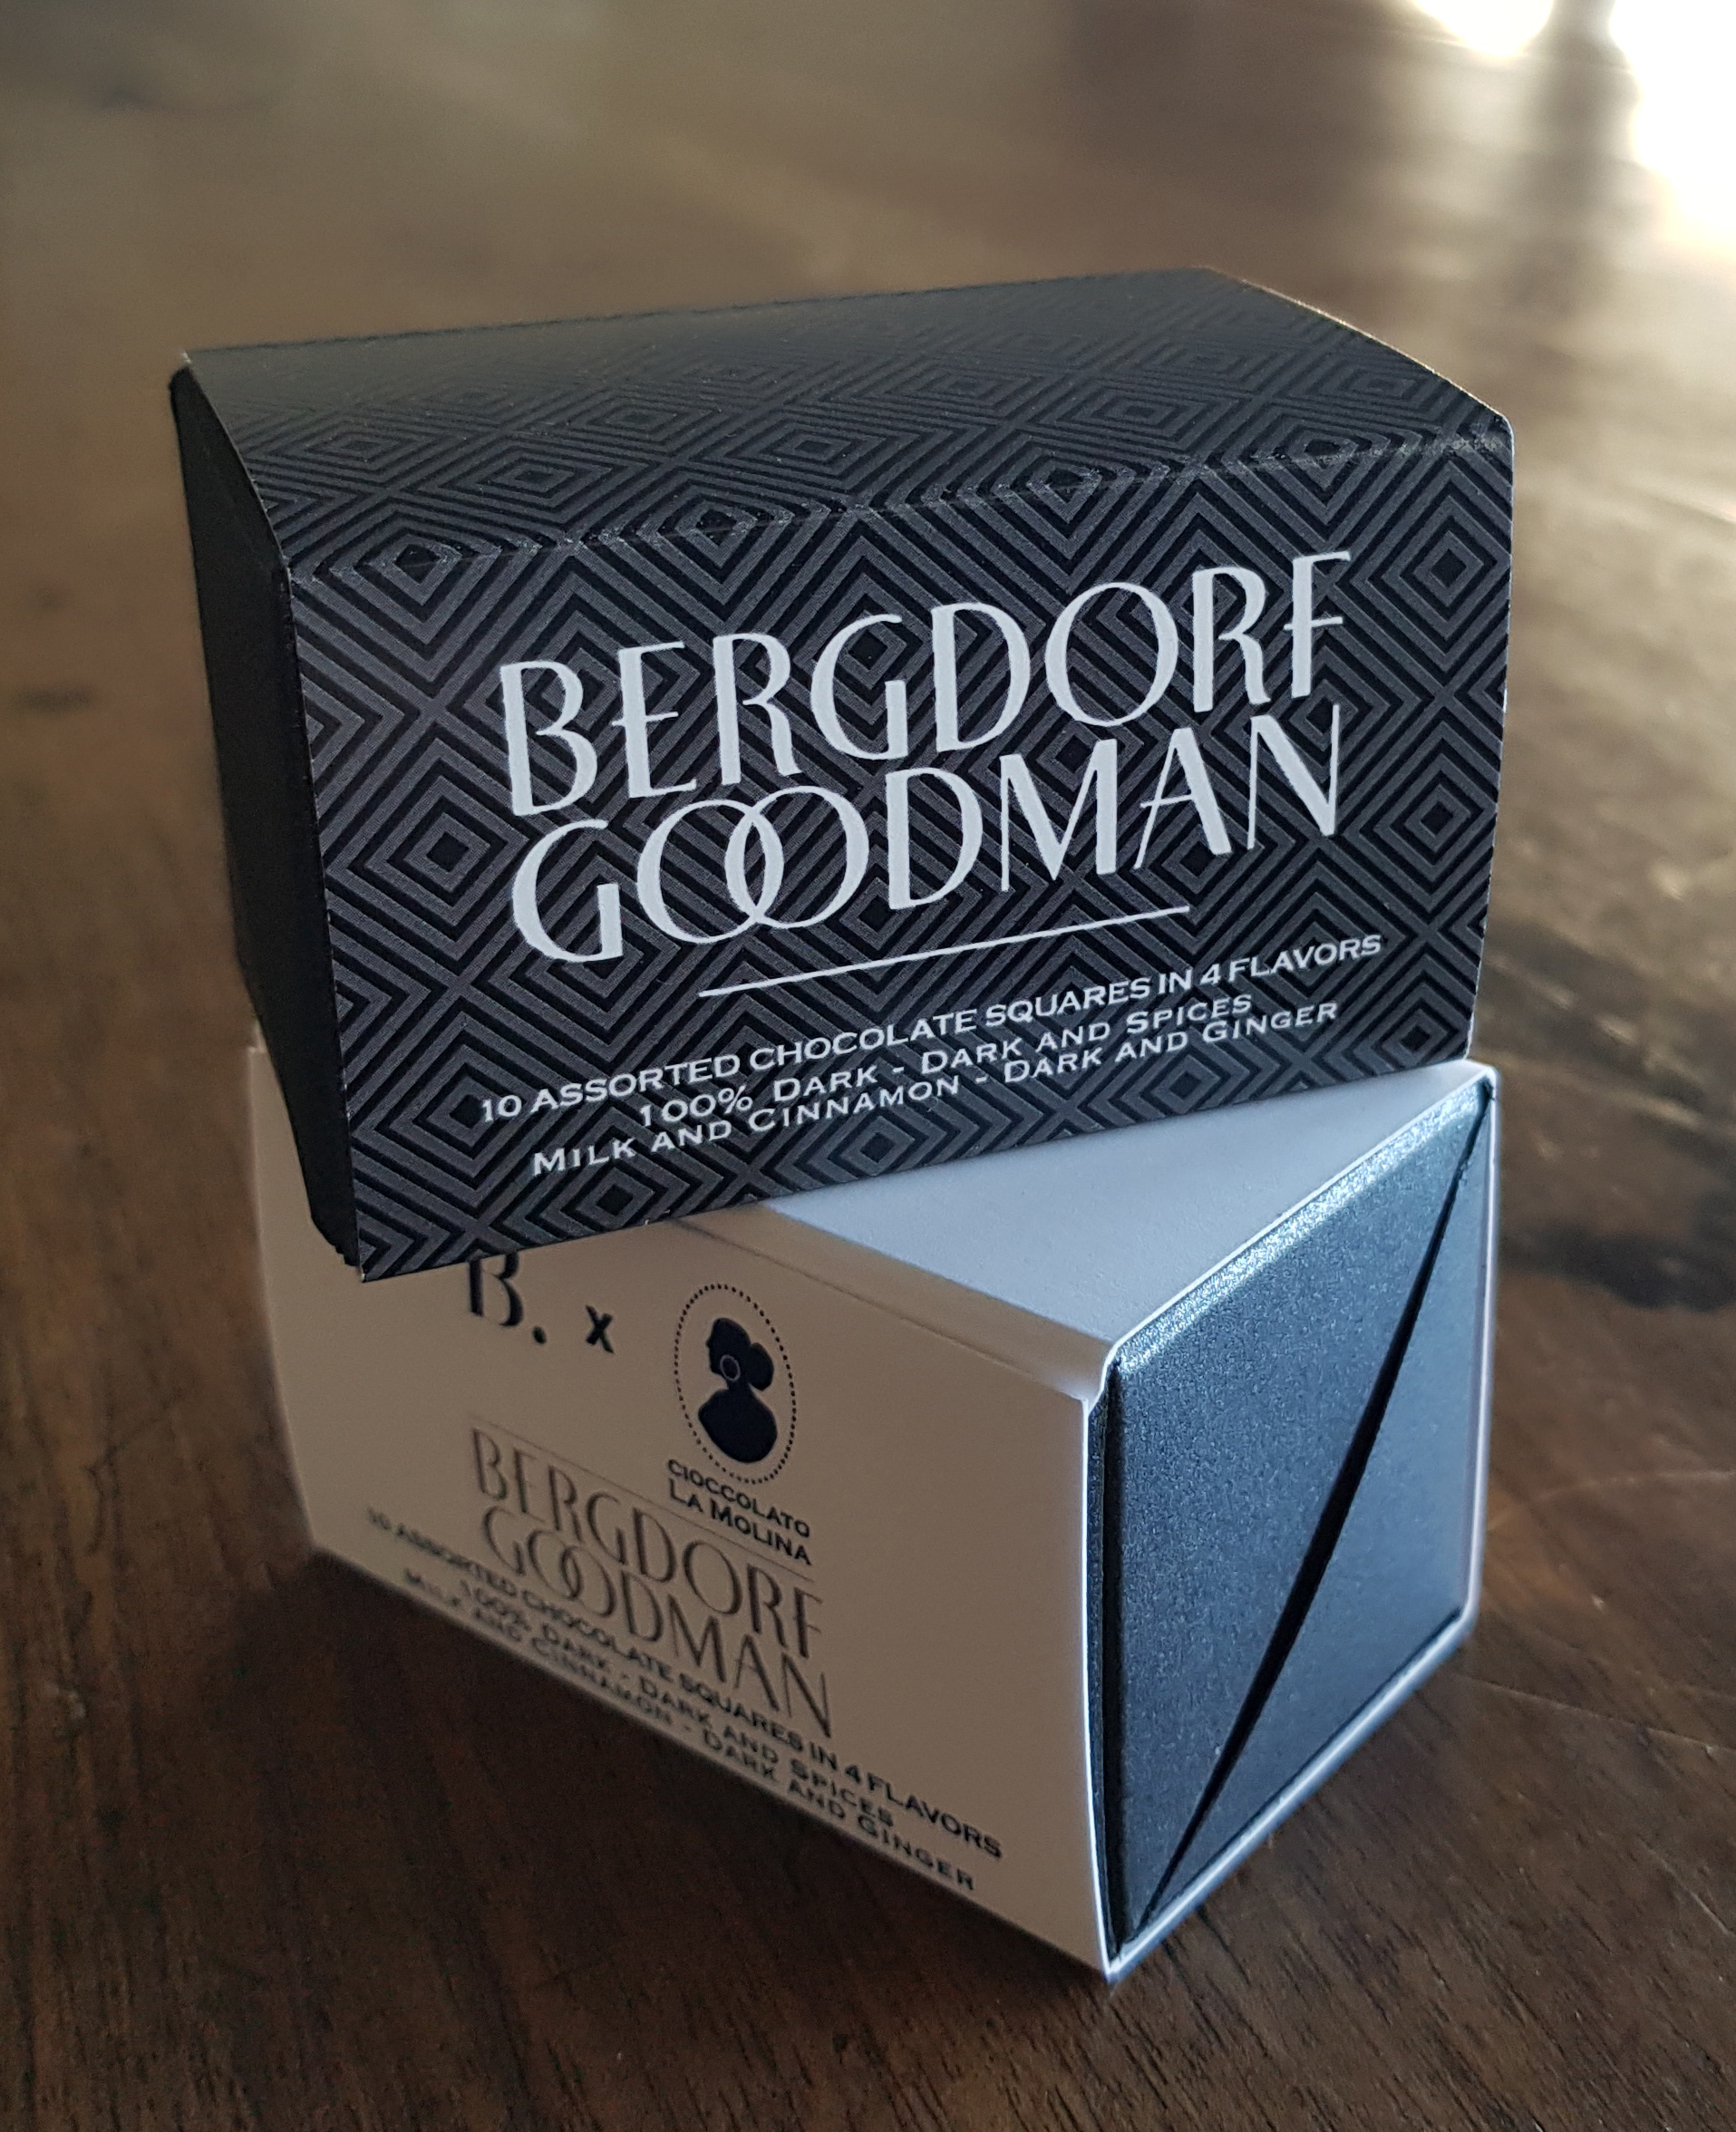 BERGDORF
GOODMAN
10 ASSORTED CHOCOLATE SQUARES IN 4 FLAVORS
100% DARK - DARK AND SPICES
MILK AND CINNAMON - DARK AND GINGER
B. x
CIOCCOLATO
LA MOLINA
BERGDORF
GOODMAN
10 ASSORTED CHOCOLATE SQUARES IN 4 FLAVORS
100% DARK - DARK AND SPICES
MILK AND CINNAMON - DARK AND GINGER